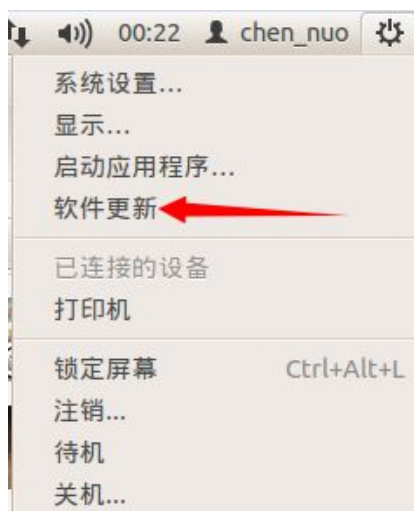 00:22 chen_nuo
系统设置...
显示...
启动应用程序...
软件更新
已连接的设备
打印机
锁定屏幕 Ctrl+Alt+L
注销...
待机
关机...